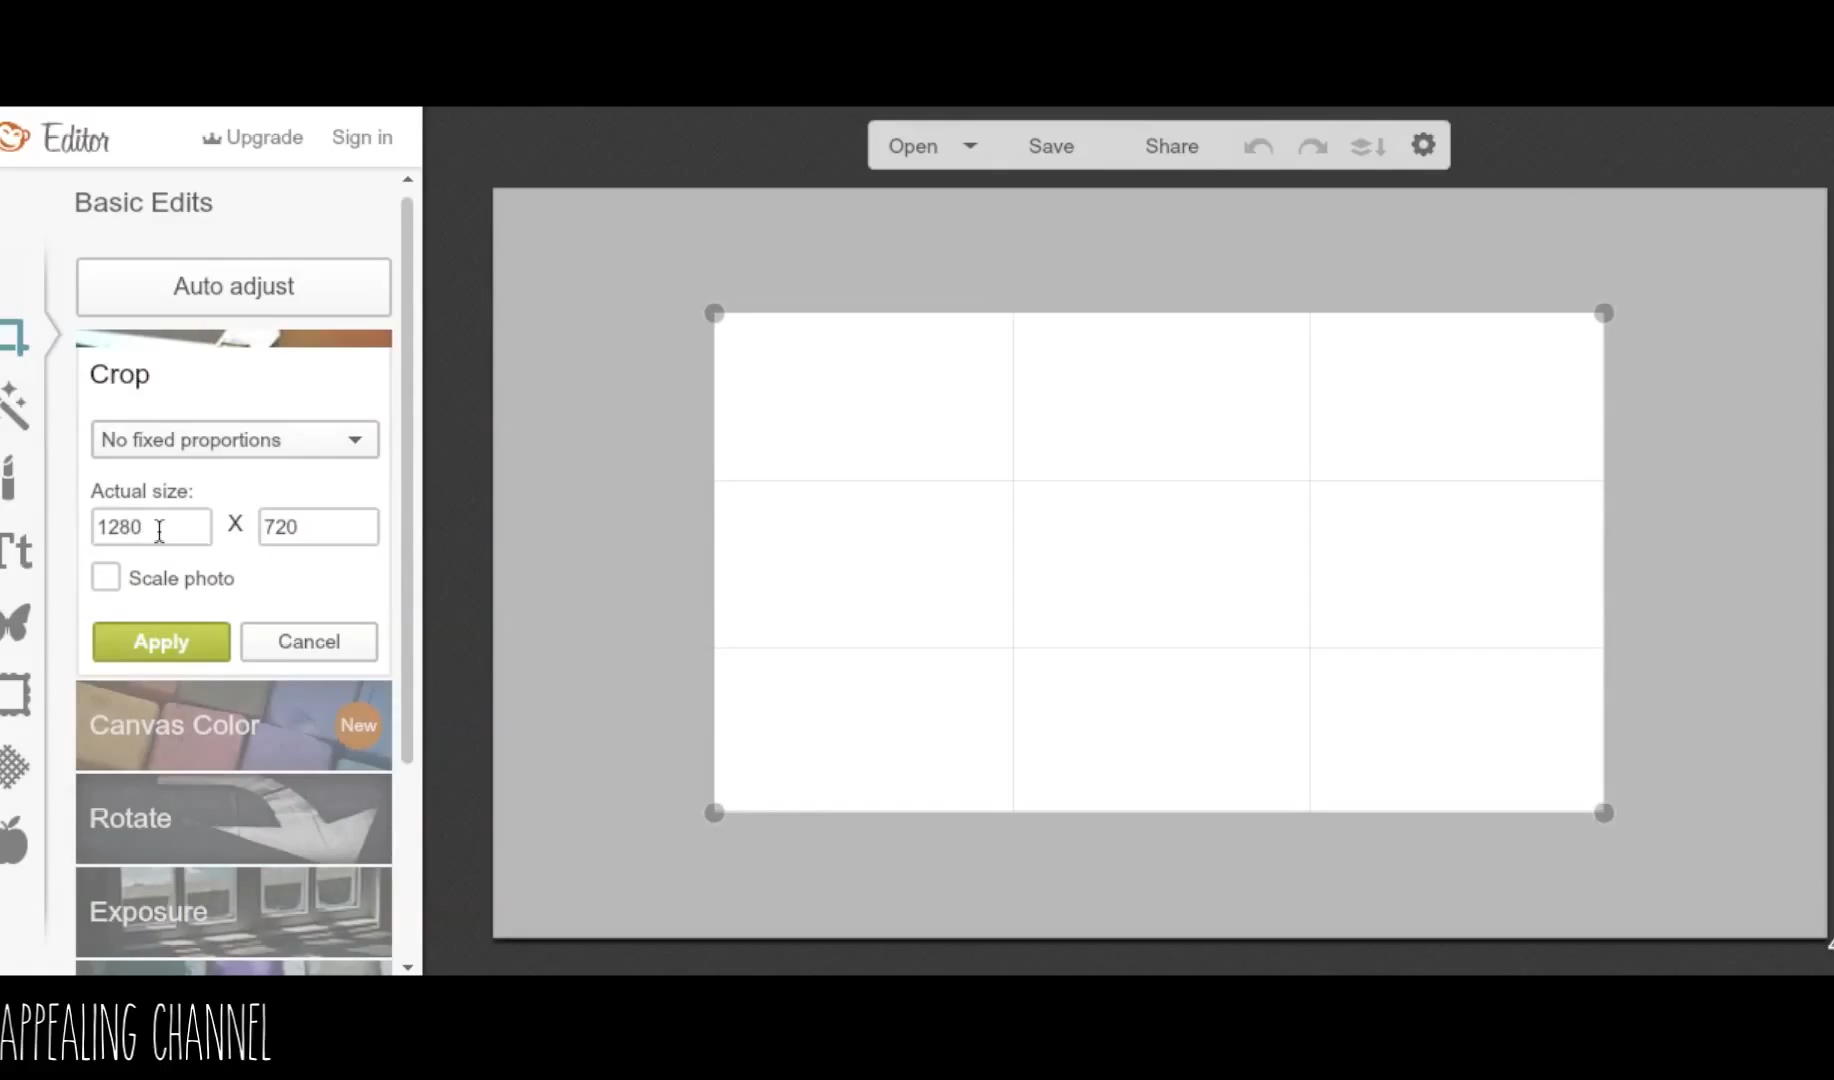 Editor
Upgrade
Sign in
Open
Save
Share
Basic Edits
Auto adjust
Crop
No fixed proportions
Actual size:
1280 X 720
Scale photo
Apply
Cancel
Canvas Color
New
Rotate
Exposure
Tt
APPEALING CHANNEL